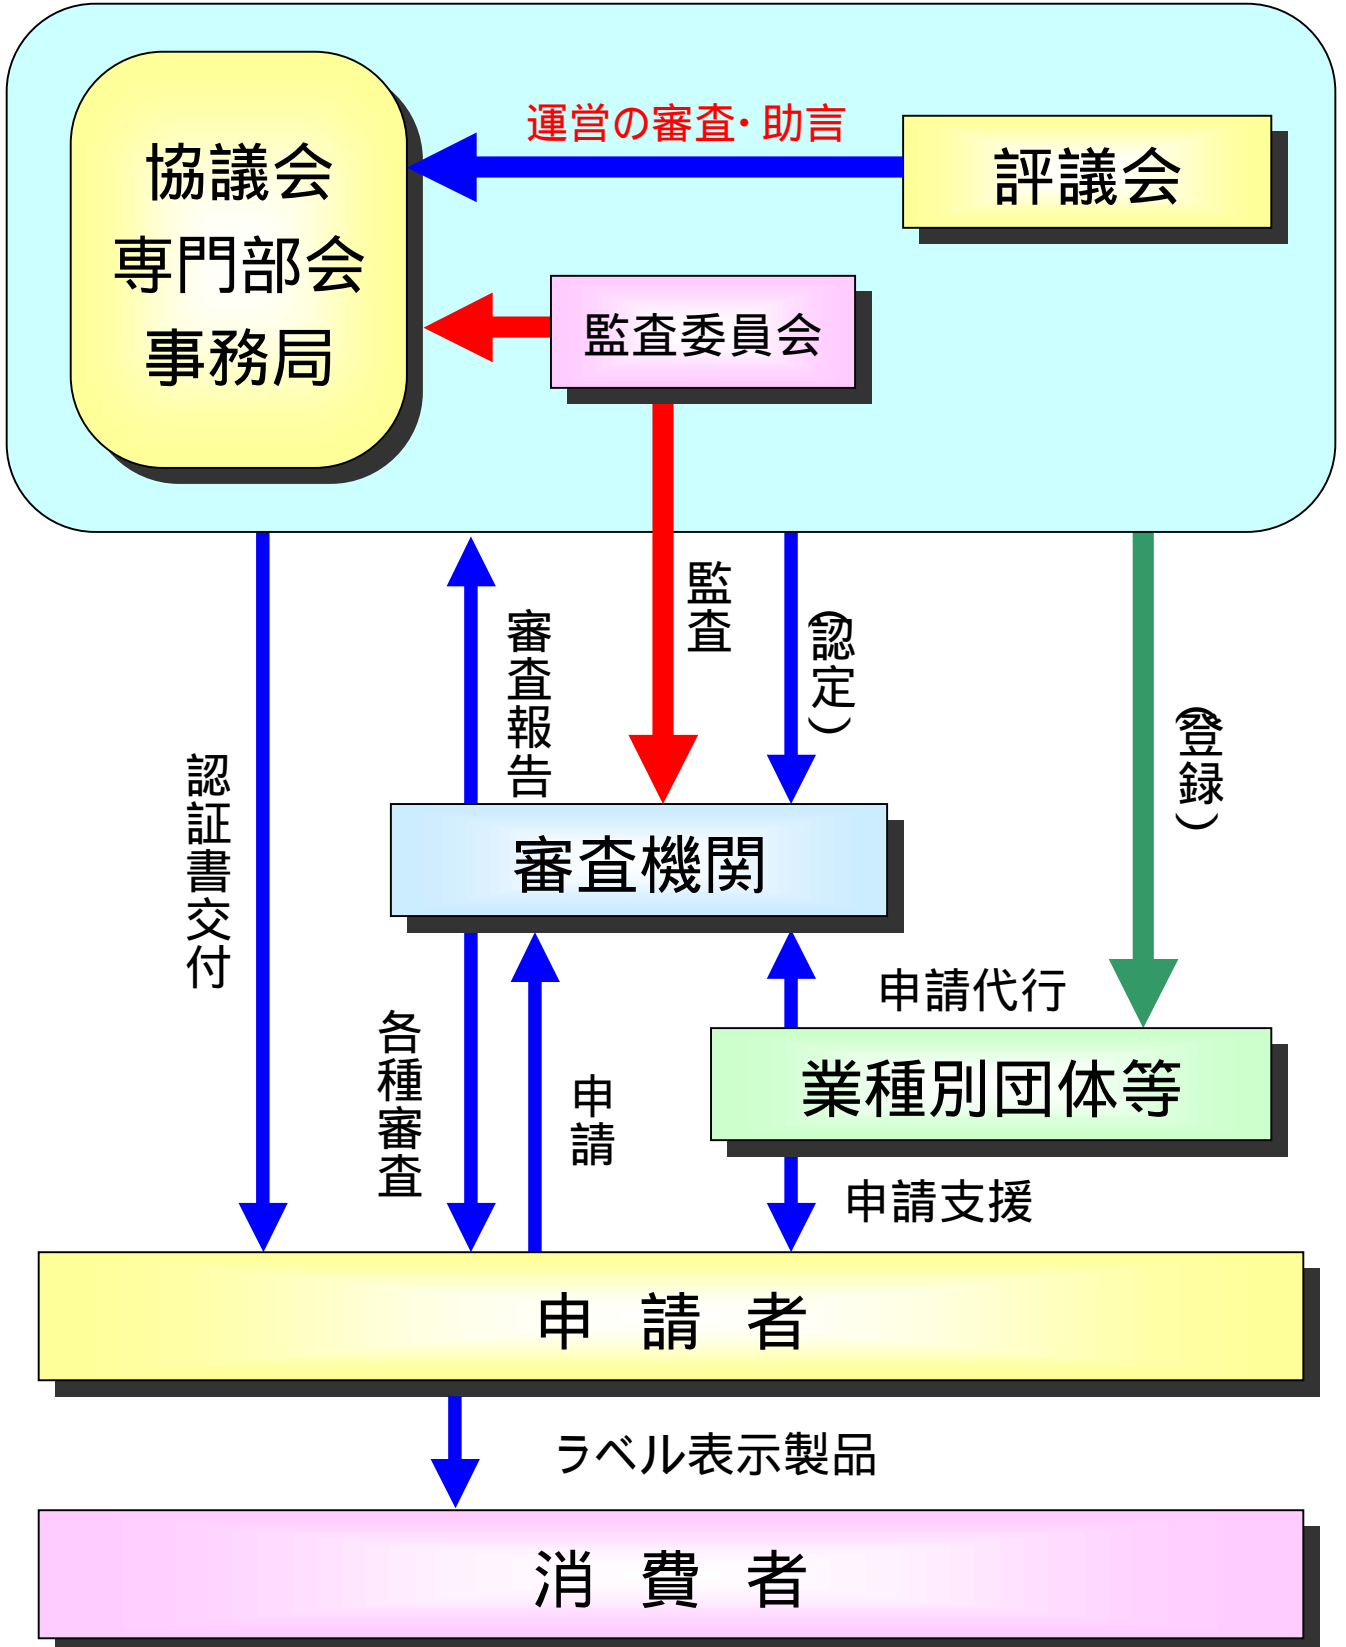 運営の審査・助言
協議会
専門部会
事務局
評議会
監査委員会
監査
審査報告
（認定）
（登録）
認証書交付
審査機関
申請代行
各種審査
申請
業種別団体等
申請支援
申 請 者
ラベル表示製品
消 費 者